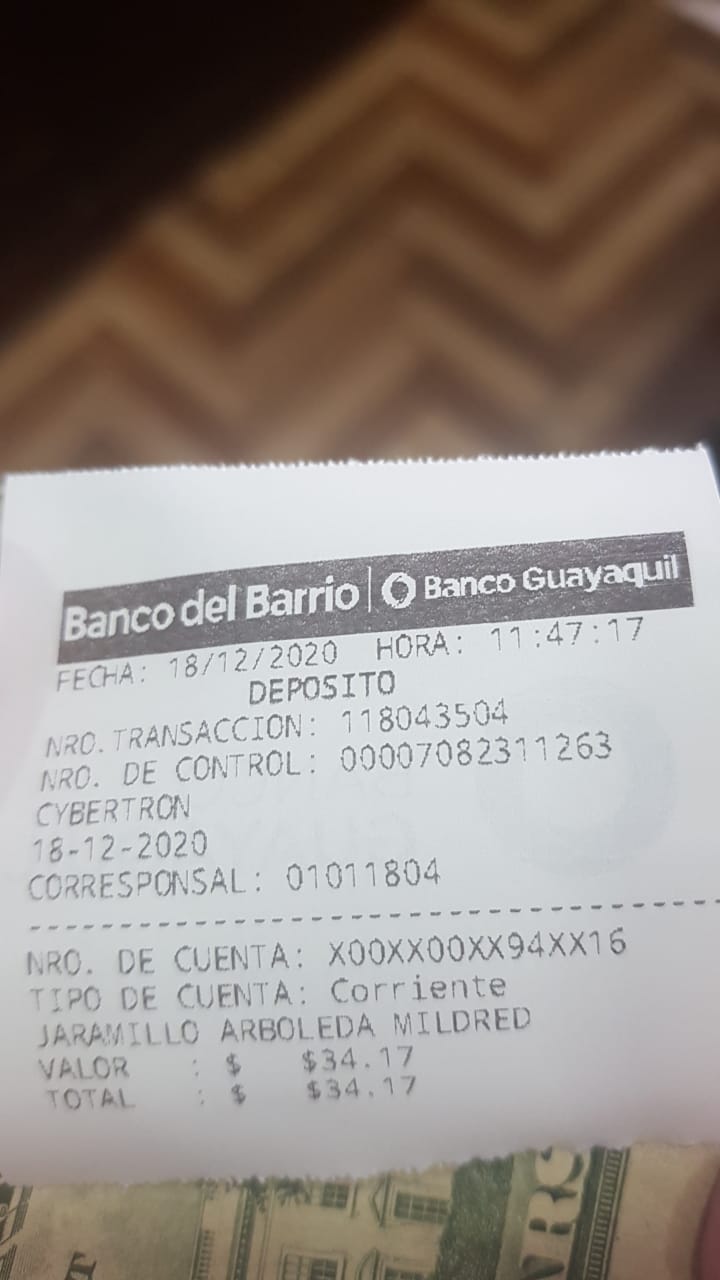 Banco del Barrio | Banco Guayaquil
FECHA: 18/12/2020 HORA: 11:47:17
DEPOSITO
NRO. TRANSACCION: 118043504
NRO. DE CONTROL: 00007082311263
CYBERTRON
18-12-2020
CORRESPONSAL: 01011804
NRO. DE CUENTA: X00XX00XX94XX16
TIPO DE CUENTA: Corriente
JARAMILLO ARBOLEDA MILDRED
VALOR : $ $34.17
TOTAL : $ $34.17